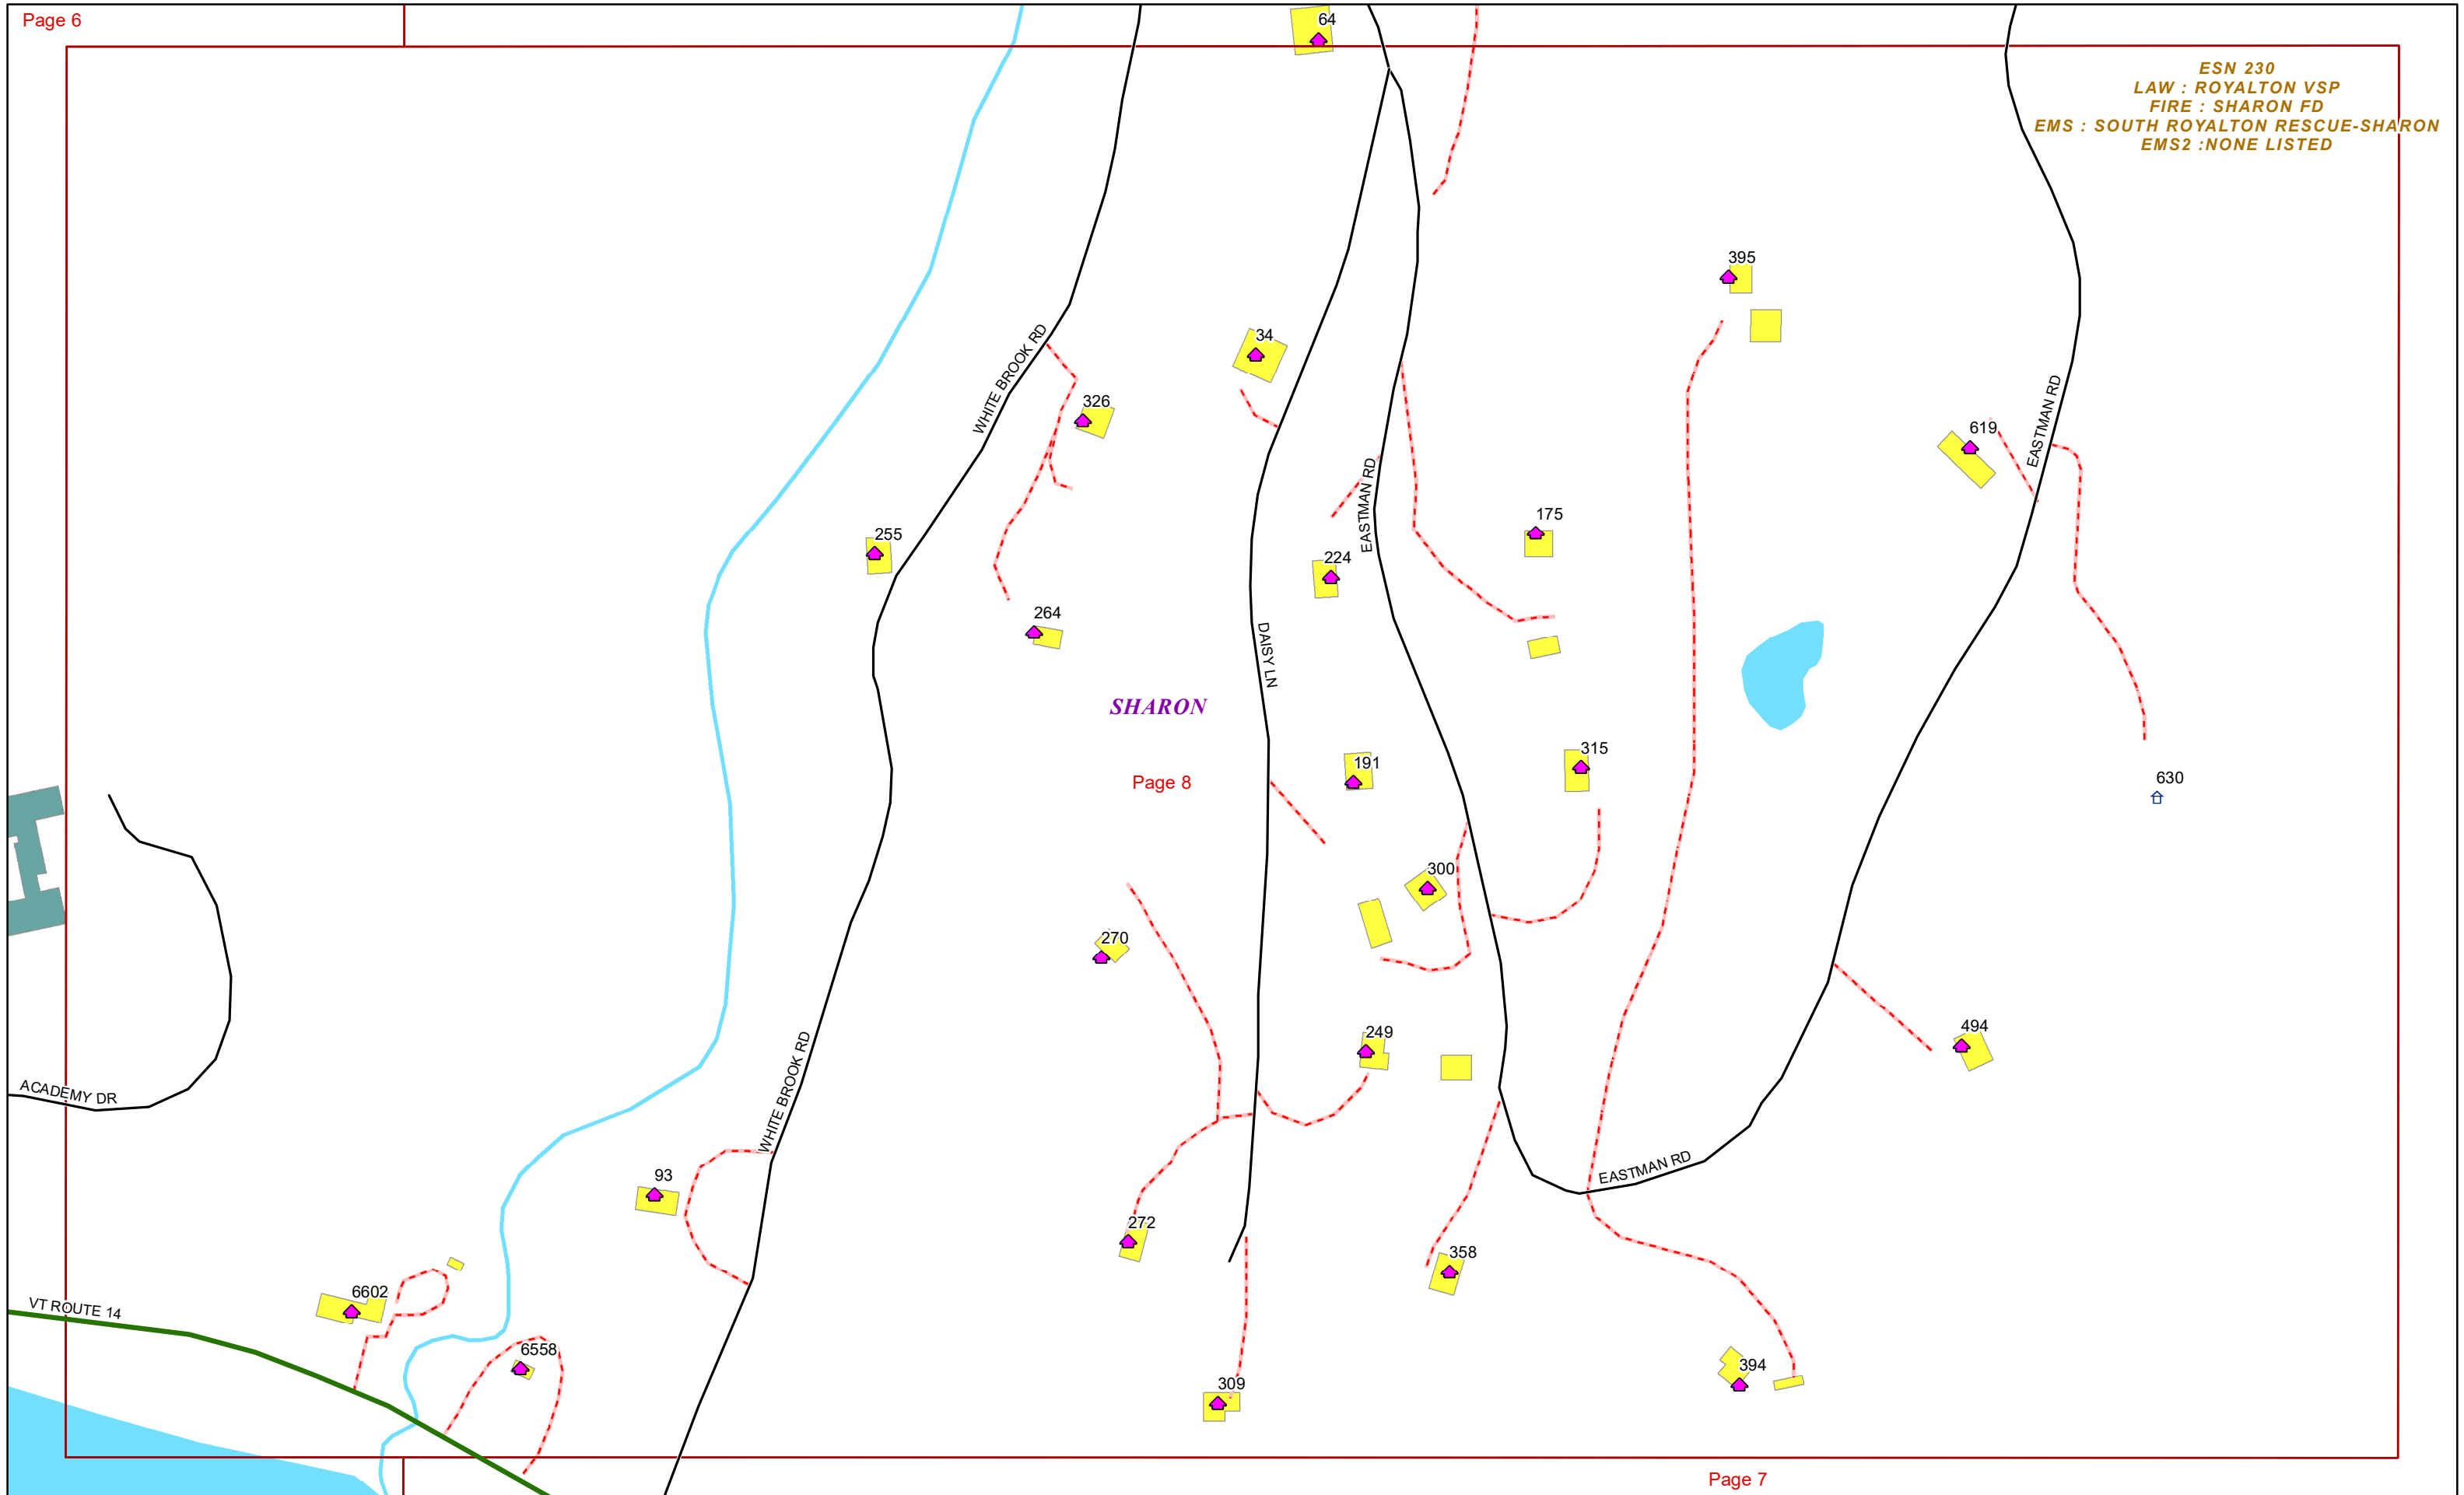 Page 6
64
ESN 230
LAW : ROYALTON VSP
FIRE : SHARON FD
EMS : SOUTH ROYALTON RESCUE-SHARON
EMS2 :NONE LISTED
395
34
WHITE BROOK RD
326
619
EASTMAN RD
EASTMAN RD
175
255
224
264
DAISY LN
SHARON
315
191
Page 8
630
300
270
249
494
ACADEMY DR
WHITE BROOK RD
93
EASTMAN RD
272
358
6602
VT ROUTE 14
6558
394
309
Page 7